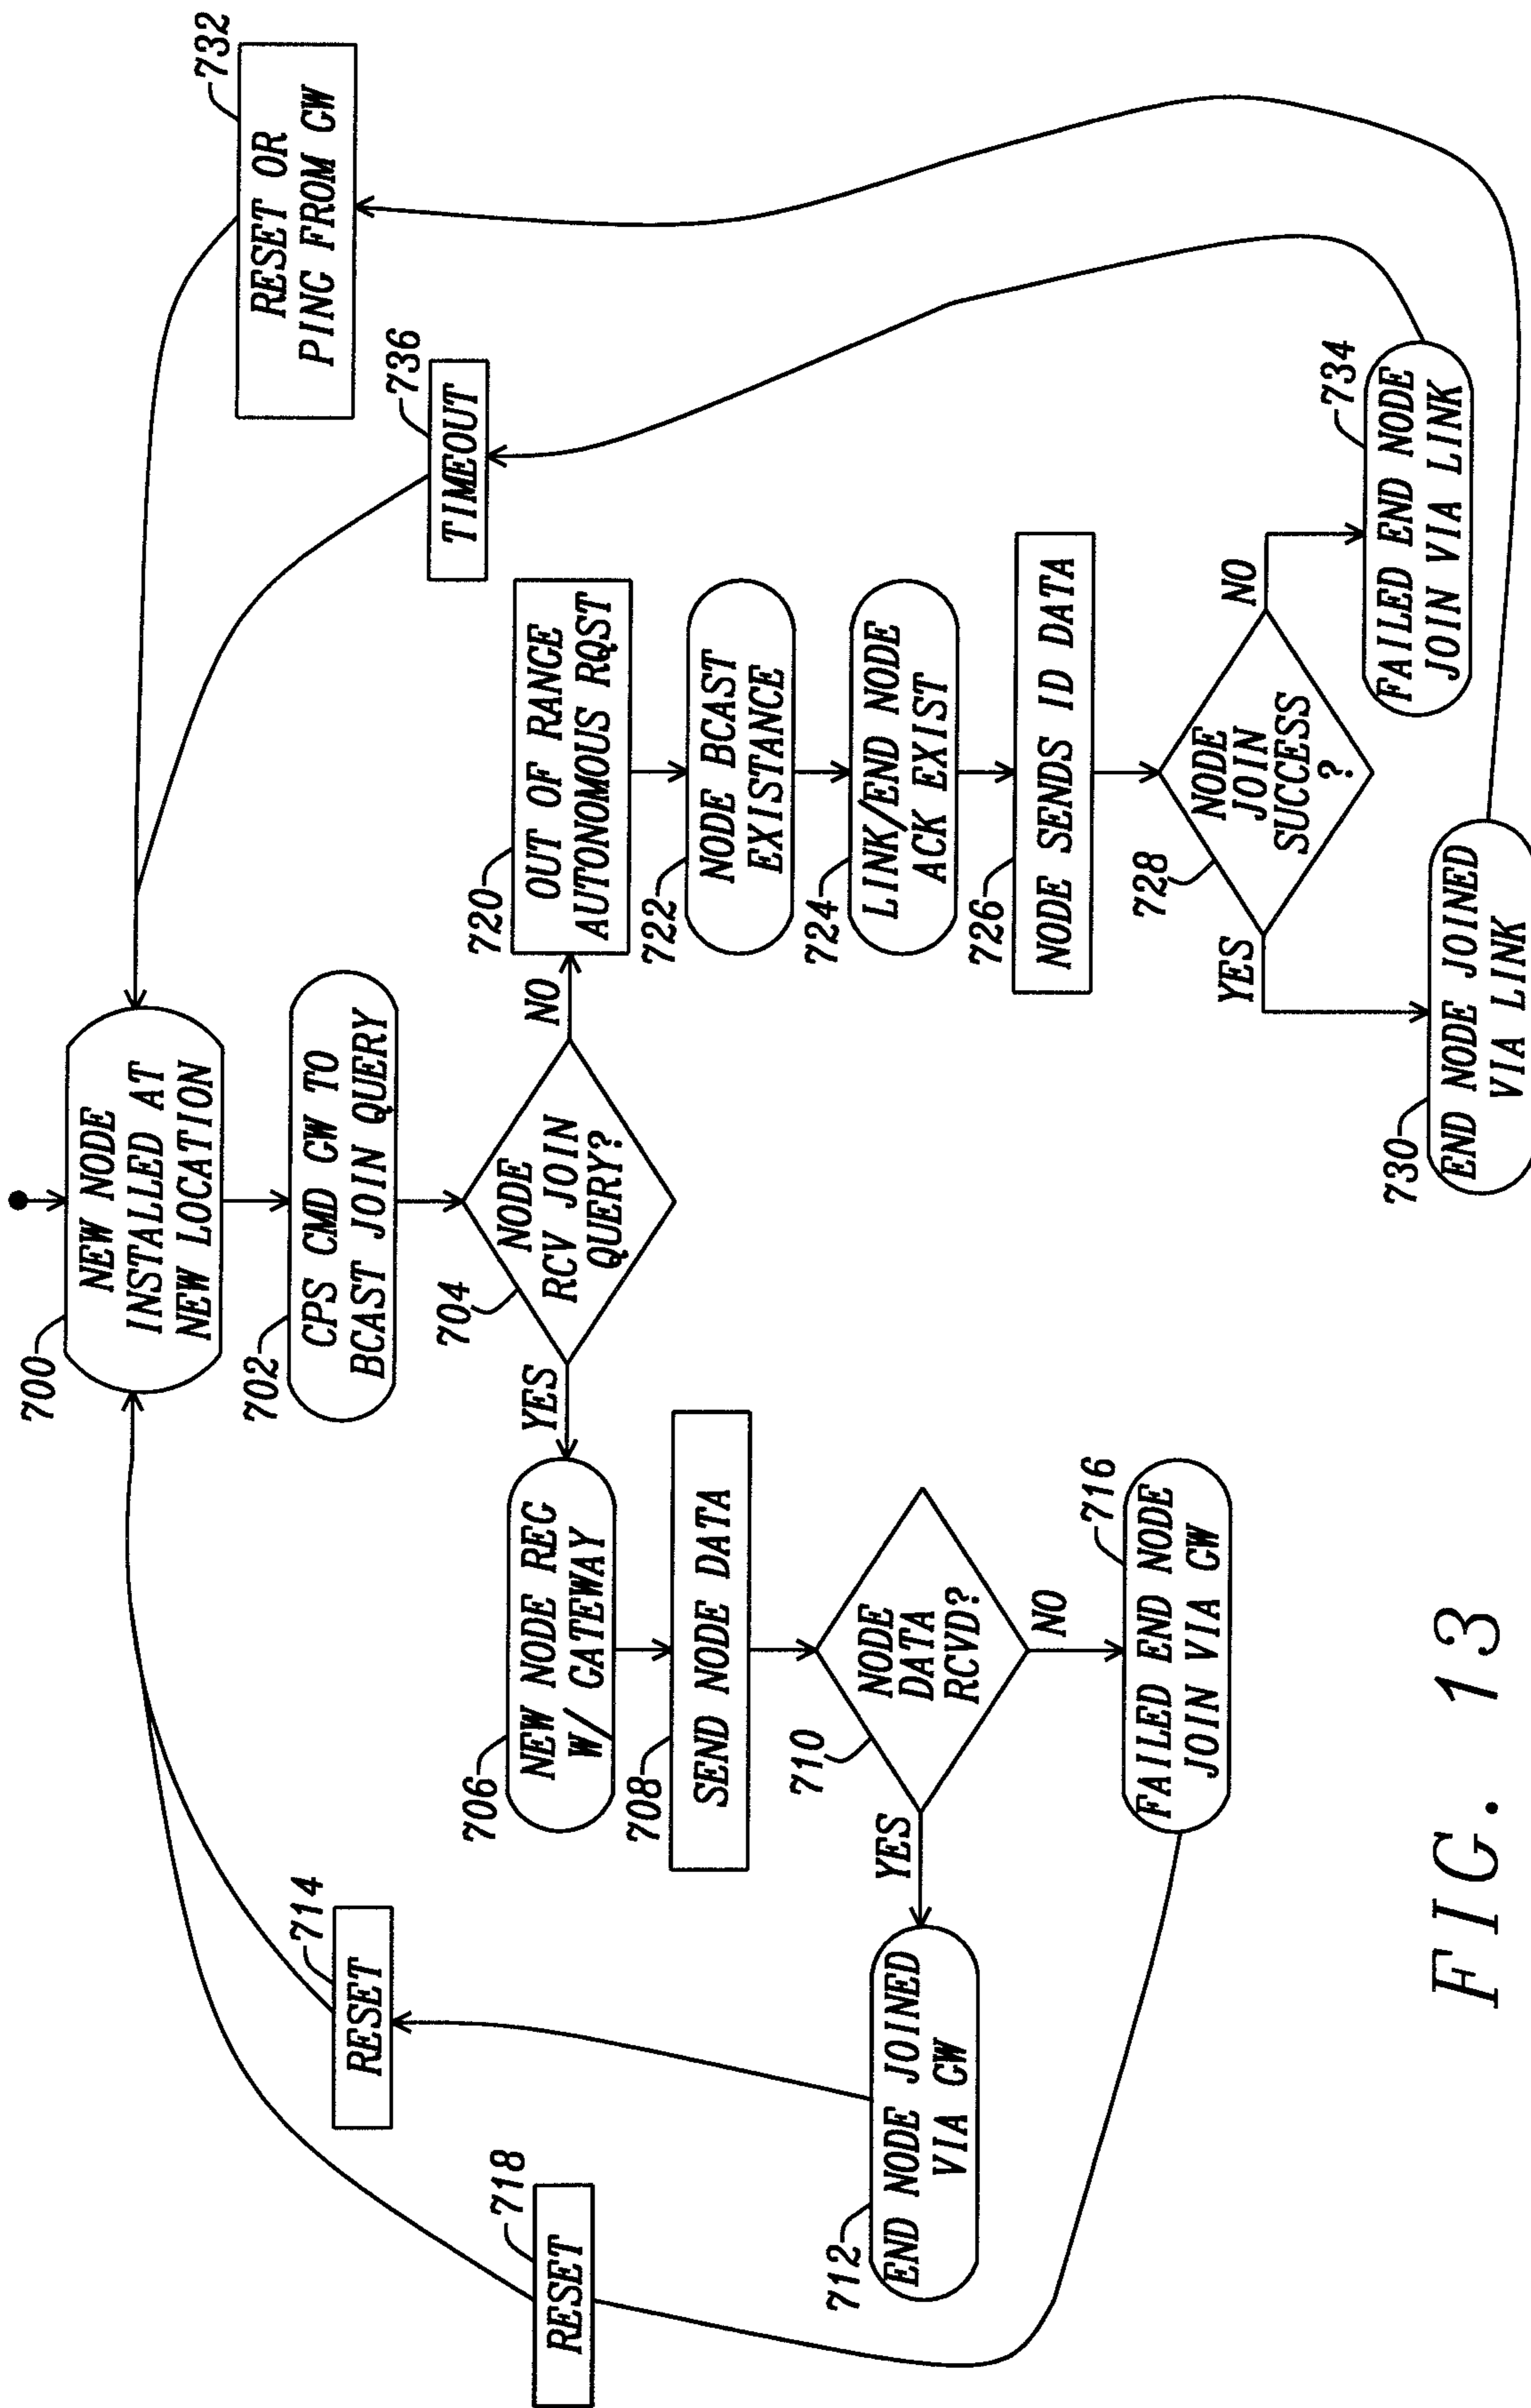 700
NEW NODE
INSTALLED AT
NEW LOCATION
702
CPS CMD GW TO
BCAST JOIN QUERY
704
NODE
RCV JOIN
QUERY?
YES
NO
706
NEW NODE REG
W/ GATEWAY
708
SEND NODE DATA
710
NODE
DATA
RCVD?
YES
NO
712
END NODE JOINED
VIA GW
714
RESET
716
FAILED END NODE
JOIN VIA GW
718
RESET
720
OUT OF RANGE
AUTONOMOUS RQST
722
NODE BCAST
EXISTANCE
724
LINK/END NODE
ACK EXIST
726
NODE SENDS ID DATA
728
NODE
JOIN
SUCCESS
?
YES
NO
730
END NODE JOINED
VIA LINK
732
RESET OR
PING FROM GW
734
FAILED END NODE
JOIN VIA LINK
736
TIMEOUT
FIG. 13